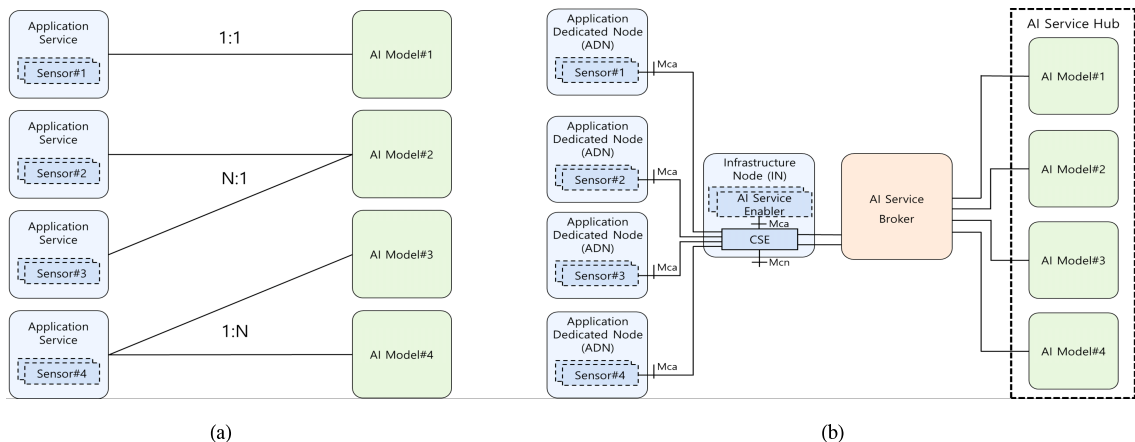 Application
Service
Sensor#1
1:1
AI Model#1
Application
Service
Sensor#2
N:1
AI Model#2
Application
Service
Sensor#3
AI Model#3
Application
Service
Sensor#4
1:N
AI Model#4
(a)
Application
Dedicated Node
(ADN)
Sensor#1
Mca
Application
Dedicated Node
(ADN)
Sensor#2
Mca
Application
Dedicated Node
(ADN)
Sensor#3
Mca
Application
Dedicated Node
(ADN)
Sensor#4
Mca
Infrastructure
Node (IN)
AI Service
Enabler
Mca
CSE
Mcn
AI Service
Broker
AI Service Hub
AI Model#1
AI Model#2
AI Model#3
AI Model#4
(b)